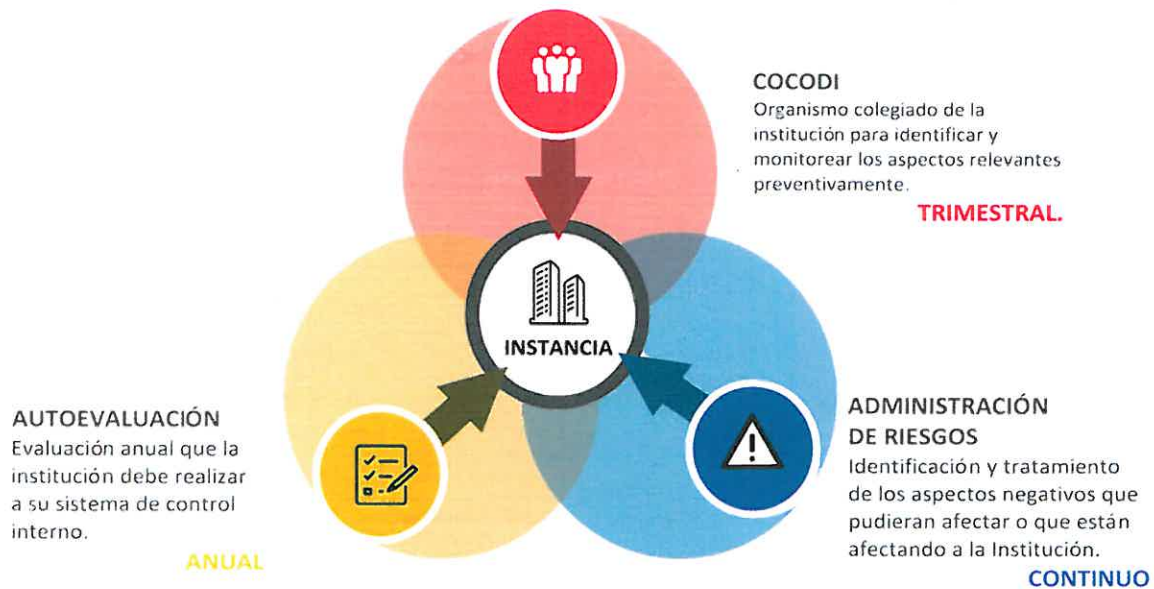 COCODI
Organismo colegiado de la
institución para identificar y
monitorear los aspectos relevantes
preventivamente.
TRIMESTRAL.
INSTANCIA
AUTOEVALUACIÓN
Evaluación anual que la
institución debe realizar
a su sistema de control
interno.
ANUAL
ADMINISTRACIÓN
DE RIESGOS
Identificación y tratamiento
de los aspectos negativos que
pudieran afectar o que están
afectando a la Institución.
CONTINUO